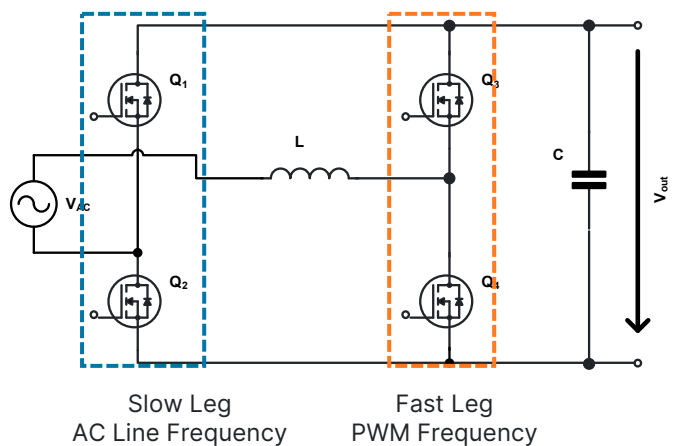 Q1
Q3
L
C
VAC
Vout
Q2
Q4
Slow Leg
AC Line Frequency
Fast Leg
PWM Frequency